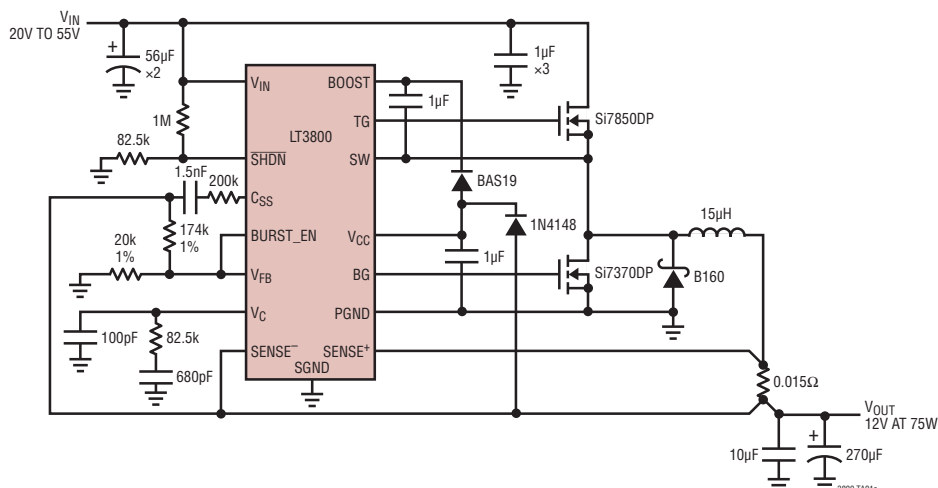 VIN
20V TO 55V
56µF
×2
1µF
×3
1M
82.5k
1.5nF
200k
174k
1%
20k
1%
100pF
82.5k
680pF
VIN
SHDN
CSS
BURST_EN
VFB
VC
SENSE–
SGND
LT3800
BOOST
TG
SW
VCC
BG
PGND
SENSE+
1µF
BAS19
1N4148
1µF
Si7850DP
Si7370DP
15µH
B160
0.015Ω
VOUT
12V AT 75W
10µF
270µF
+
+